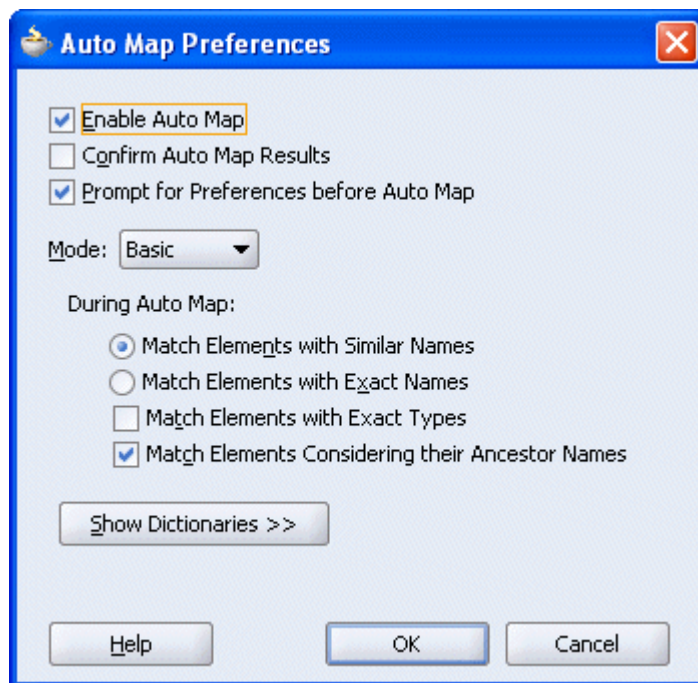 Auto Map Preferences
Enable Auto Map
Confirm Auto Map Results
Prompt for Preferences before Auto Map
Mode: Basic
During Auto Map:
Match Elements with Similar Names
Match Elements with Exact Names
Match Elements with Exact Types
Match Elements Considering their Ancestor Names
Show Dictionaries >>
Help OK Cancel